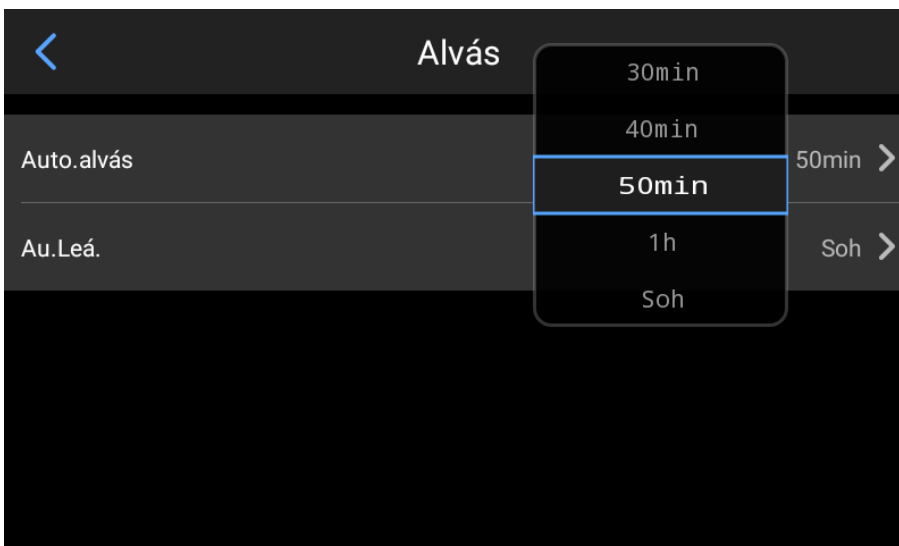 Alvás
30min
40min
Auto.alvás
50min
50min
1h
Au.Leá.
Soh
Soh